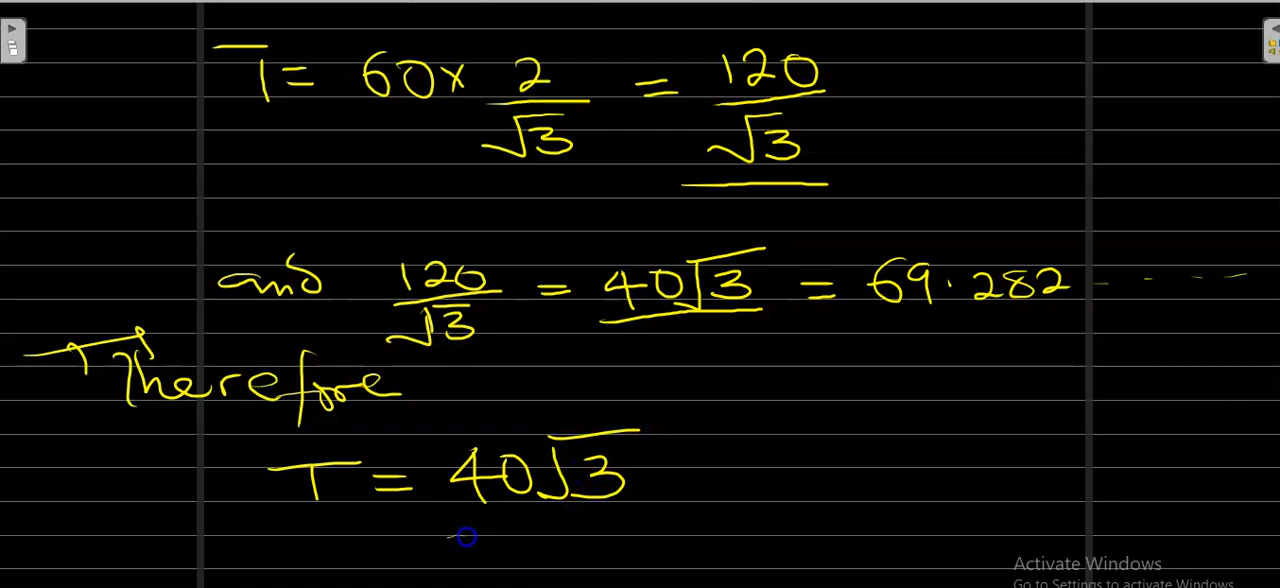 T = 60 × 2/√3 = 120/√3
and 120/√3 = 40√3 = 69.282 - - - -
Therefore
T = 40√3
Activate Windows
Go to Settings to activate Windows.